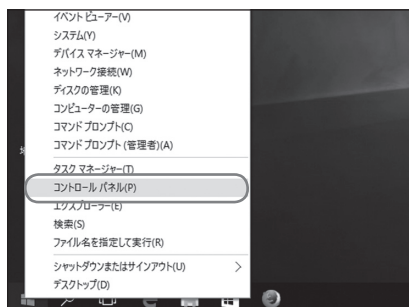 イベント ビューアー(V)
システム(Y)
デバイス マネージャー(M)
ネットワーク接続(W)
ディスクの管理(K)
コンピューターの管理(G)
コマンド プロンプト(C)
コマンド プロンプト (管理者)(A)
タスク マネージャー(T)
コントロール パネル(P)
エクスプローラー(E)
検索(S)
ファイル名を指定して実行(R)
シャットダウンまたはサインアウト(U)
デスクトップ(D)